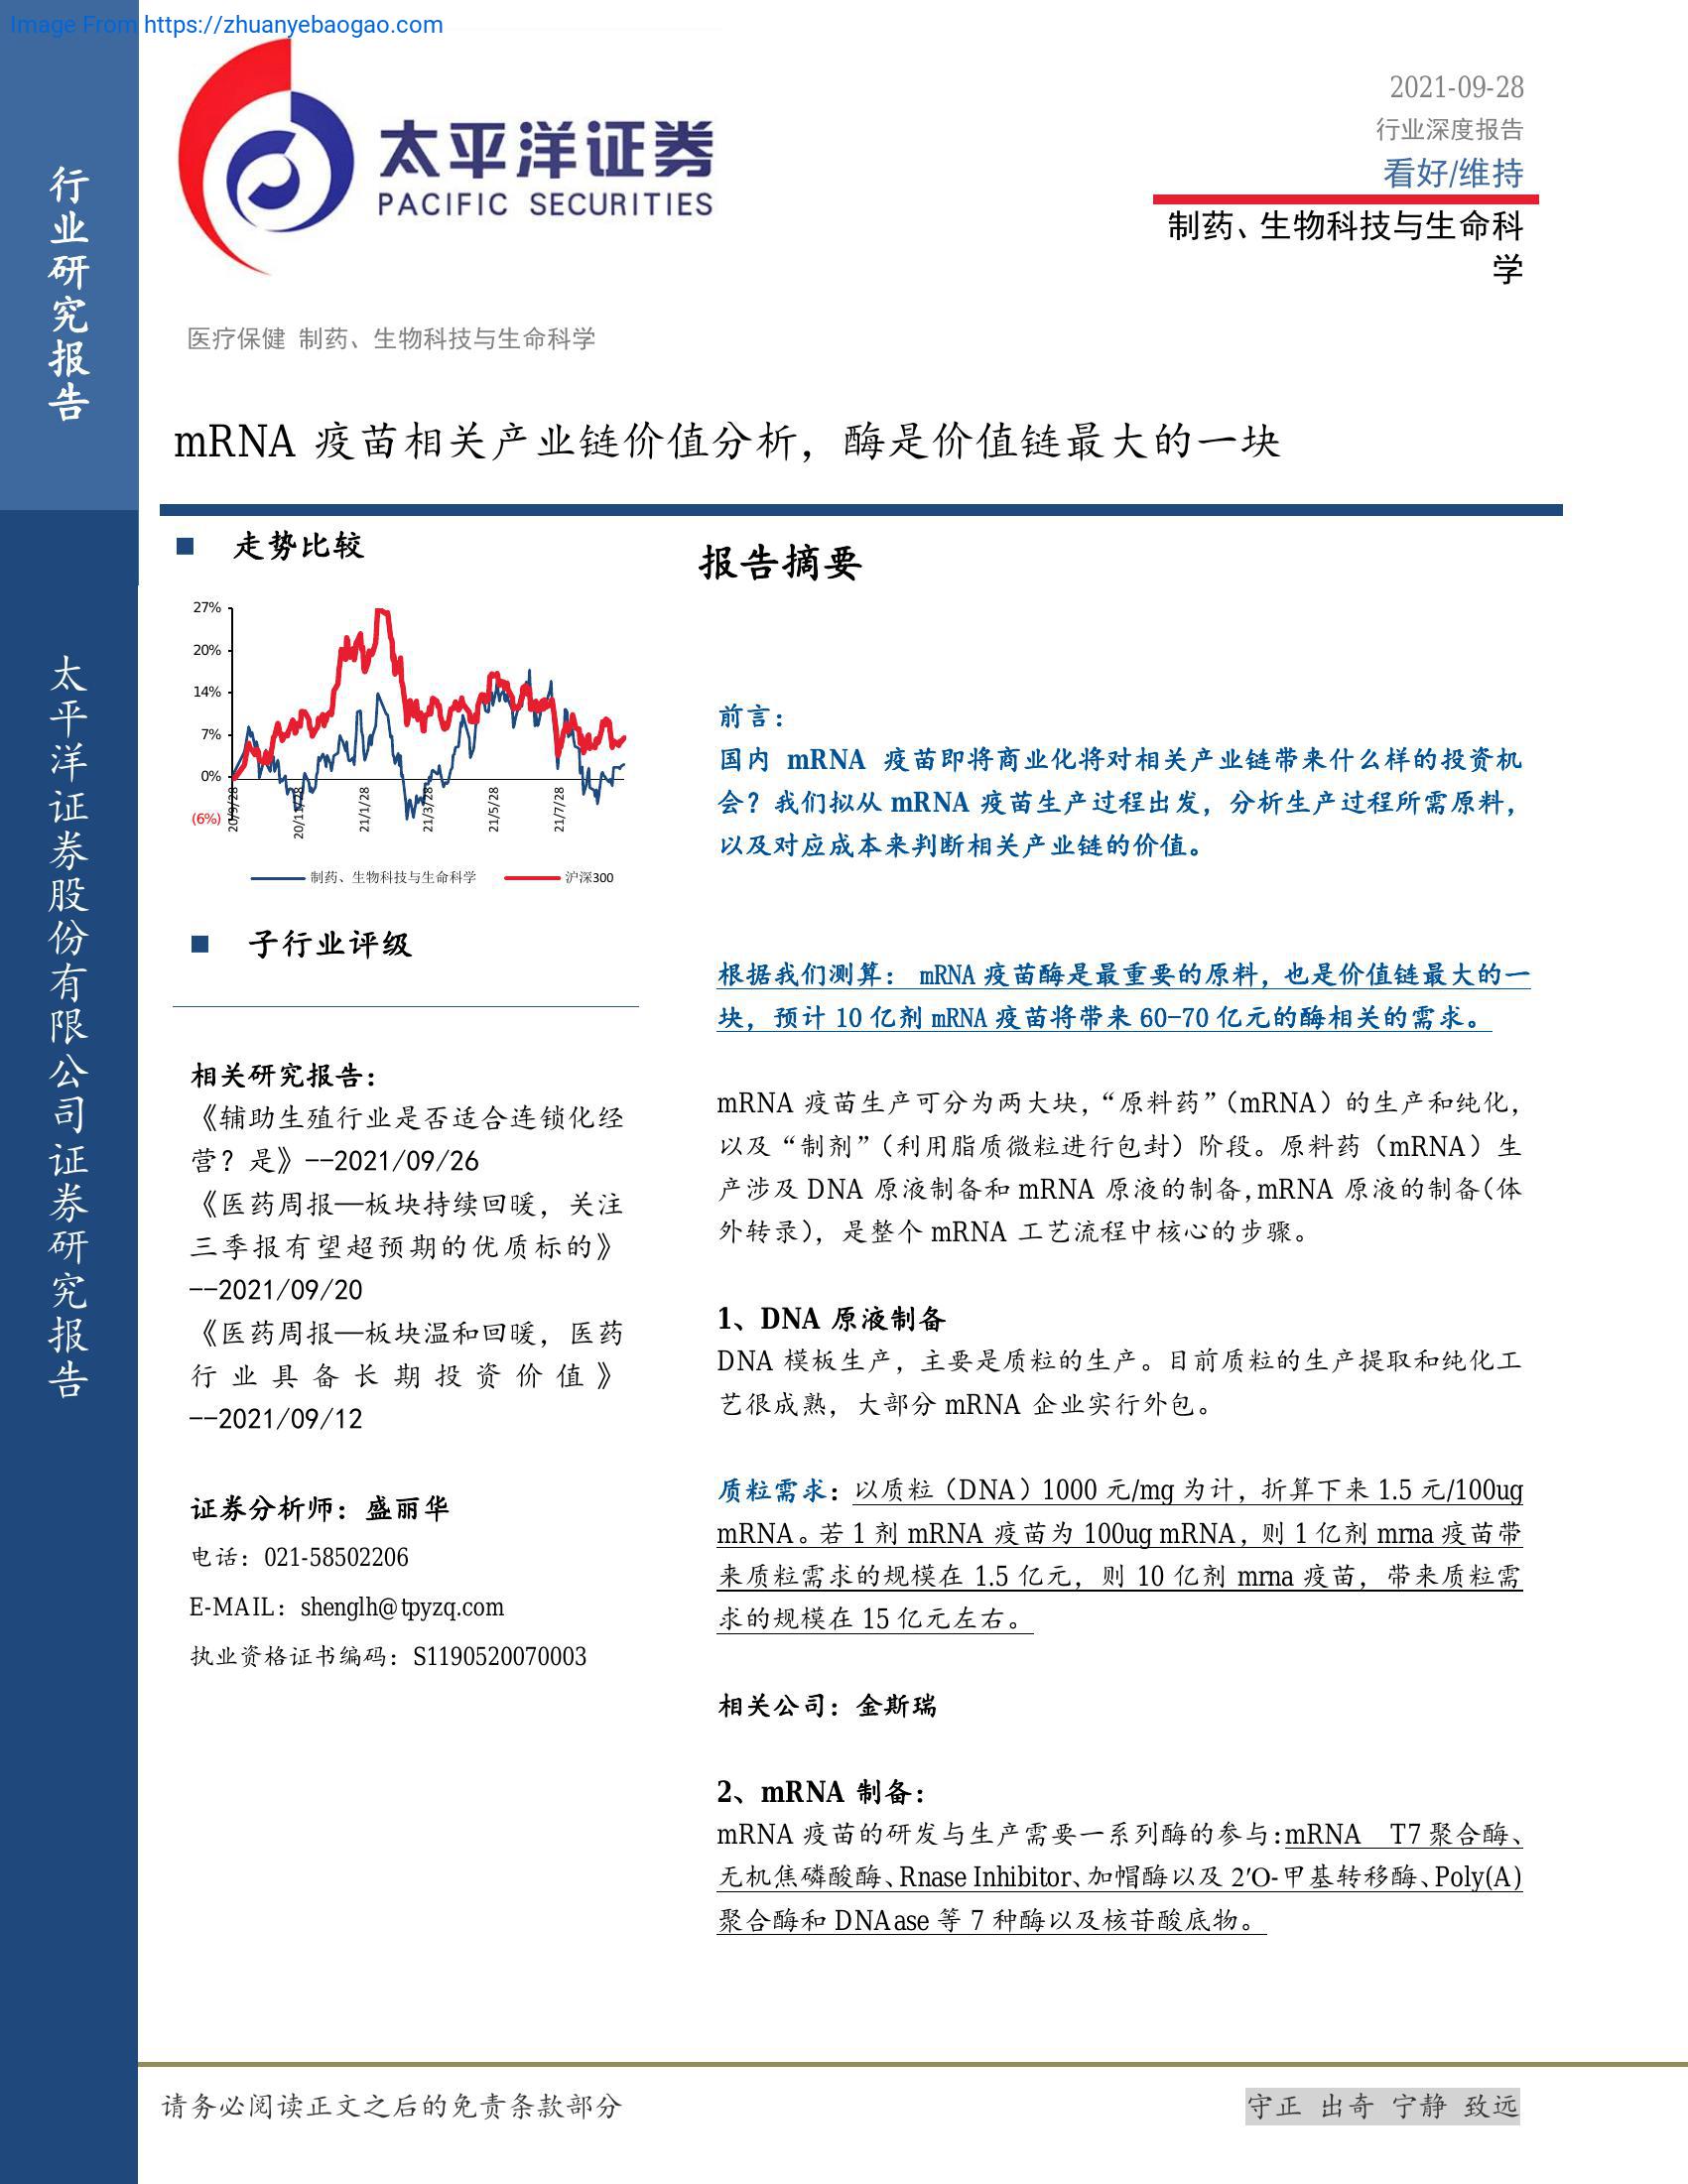 Image From https://zhuanyebaogao.com
行业研究报告
太平洋证券股份有限公司证券研究报告
太平洋证券
PACIFIC SECURITIES
2021-09-28
行业深度报告
看好/维持
制药、生物科技与生命科
学
医疗保健 制药、生物科技与生命科学
mRNA 疫苗相关产业链价值分析，酶是价值链最大的一块
■ 走势比较
27%
20%
14%
7%
0%
(6%)
20/9/28
20/11/28
21/1/28
21/3/28
21/5/28
21/7/28
制药、生物科技与生命科学 沪深300
■ 子行业评级
相关研究报告：
《辅助生殖行业是否适合连锁化经
营？是》--2021/09/26
《医药周报—板块持续回暖，关注
三季报有望超预期的优质标的》
--2021/09/20
《医药周报—板块温和回暖，医药
行业具备长期投资价值》
--2021/09/12
证券分析师：盛丽华
电话：021-58502206
E-MAIL：shenglh@tpyzq.com
执业资格证书编码：S1190520070003
报告摘要
前言：
国内 mRNA 疫苗即将商业化将对相关产业链带来什么样的投资机
会？我们拟从 mRNA 疫苗生产过程出发，分析生产过程所需原料，
以及对应成本来判断相关产业链的价值。
根据我们测算： mRNA 疫苗酶是最重要的原料，也是价值链最大的一
块，预计 10 亿剂 mRNA 疫苗将带来 60-70 亿元的酶相关的需求。
mRNA 疫苗生产可分为两大块，“原料药”（mRNA）的生产和纯化，
以及“制剂”（利用脂质微粒进行包封）阶段。原料药（mRNA）生
产涉及 DNA 原液制备和 mRNA 原液的制备，mRNA 原液的制备（体
外转录），是整个 mRNA 工艺流程中核心的步骤。
1、DNA 原液制备
DNA 模板生产，主要是质粒的生产。目前质粒的生产提取和纯化工
艺很成熟，大部分 mRNA 企业实行外包。
质粒需求：以质粒（DNA）1000 元/mg 为计，折算下来 1.5 元/100ug
mRNA。若 1 剂 mRNA 疫苗为 100ug mRNA，则 1 亿剂 mrna 疫苗带
来质粒需求的规模在 1.5 亿元，则 10 亿剂 mrna 疫苗，带来质粒需
求的规模在 15 亿元左右。
相关公司：金斯瑞
2、mRNA 制备：
mRNA 疫苗的研发与生产需要一系列酶的参与：mRNA T7 聚合酶、
无机焦磷酸酶、Rnase Inhibitor、加帽酶以及 2′O-甲基转移酶、Poly(A)
聚合酶和 DNAase 等 7 种酶以及核苷酸底物。
请务必阅读正文之后的免责条款部分
守正 出奇 宁静 致远